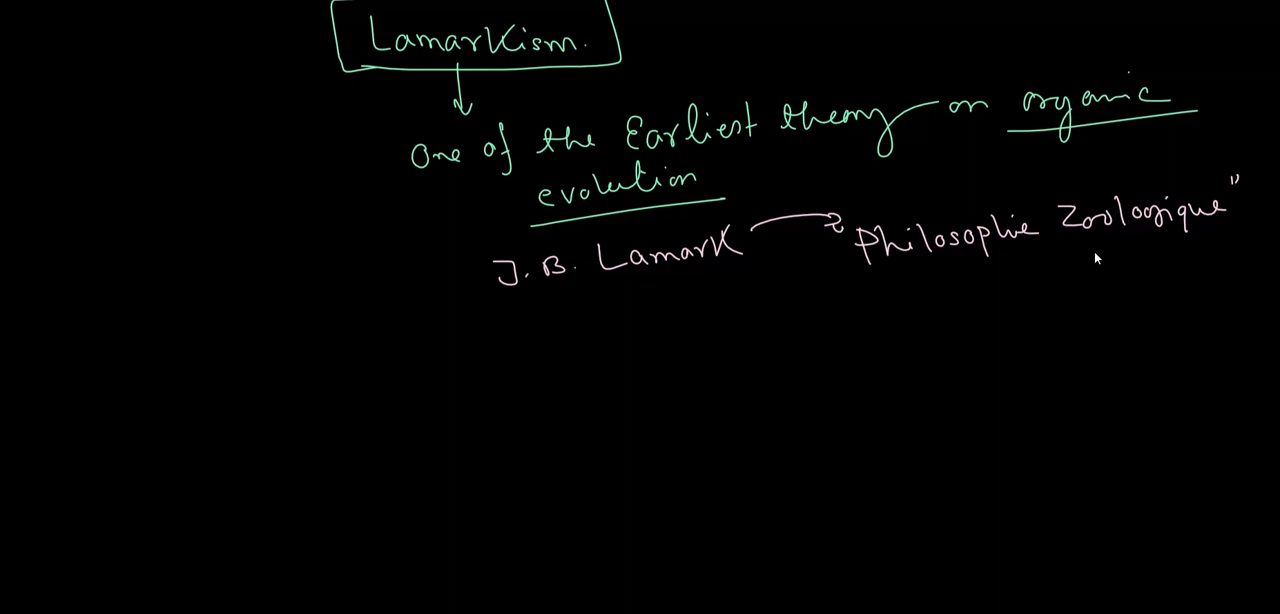 Lamarkism.
One of the Earliest theory on organic
evolution
J. B. Lamark → "Philosophie Zoologique"